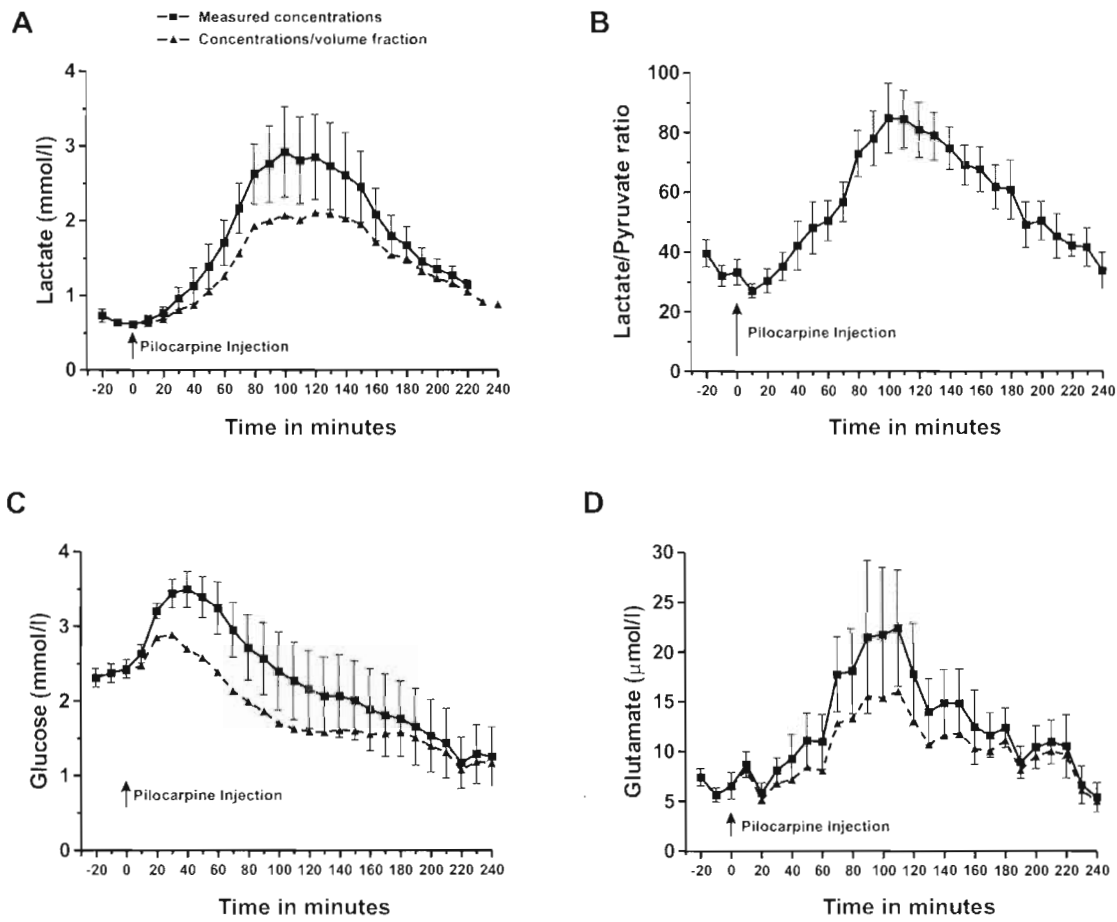 A
Measured concentrations
Concentrations/volume fraction
4
3
2
1
0
Lactate (mmol/l)
Pilocarpine Injection
-20 0 20 40 60 80 100 120 140 160 180 200 220 240
Time in minutes
B
100
80
60
40
20
0
Lactate/Pyruvate ratio
Pilocarpine Injection
-20 0 20 40 60 80 100 120 140 160 180 200 220 240
Time in minutes
C
4
3
2
1
0
Glucose (mmol/l)
Pilocarpine Injection
-20 0 20 40 60 80 100 120 140 160 180 200 220 240
Time in minutes
D
30
25
20
15
10
5
0
Glutamate (μmol/l)
Pilocarpine Injection
-20 0 20 40 60 80 100 120 140 160 180 200 220 240
Time in minutes